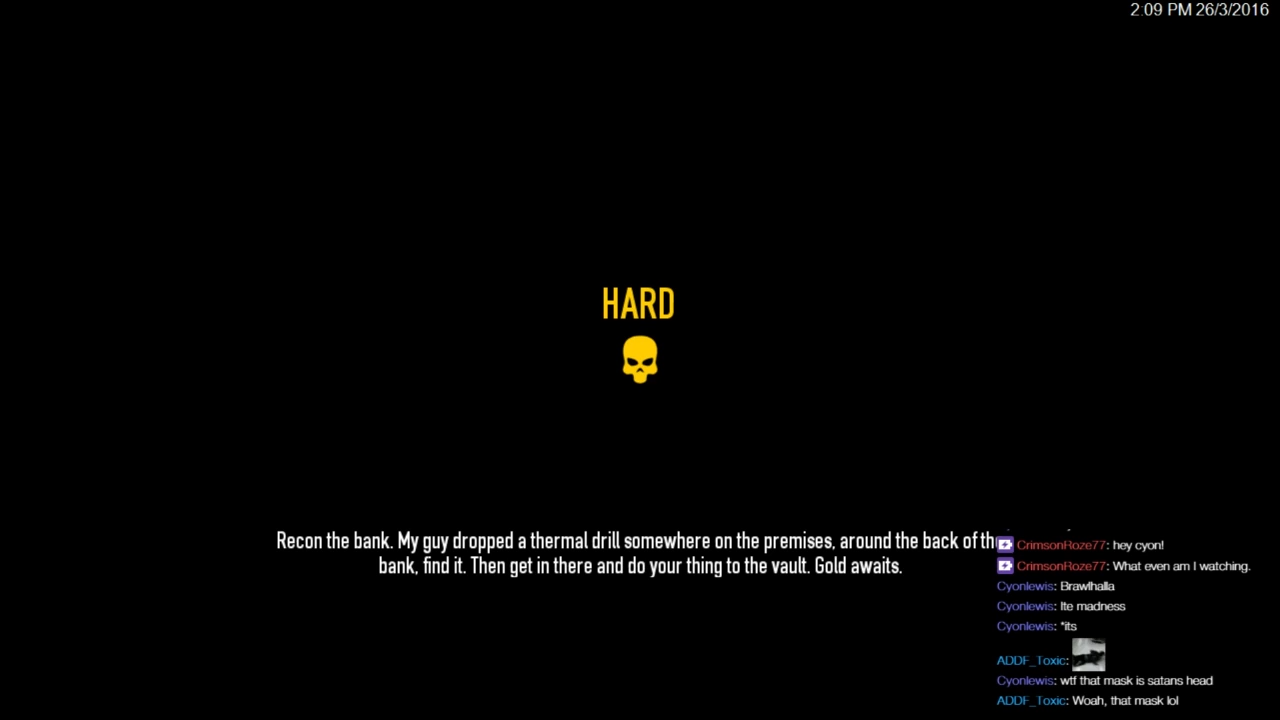 2:09 PM 26/3/2016
HARD
Recon the bank. My guy dropped a thermal drill somewhere on the premises, around the back of th
bank, find it. Then get in there and do your thing to the vault. Gold awaits.
CrimsonRoze77: hey cyon!
CrimsonRoze77: What even am I watching.
Cyonlewis: Brawlhalla
Cyonlewis: Ite madness
Cyonlewis: *its
ADDF_Toxic:
Cyonlewis: wtf that mask is satans head
ADDF_Toxic: Woah, that mask lol